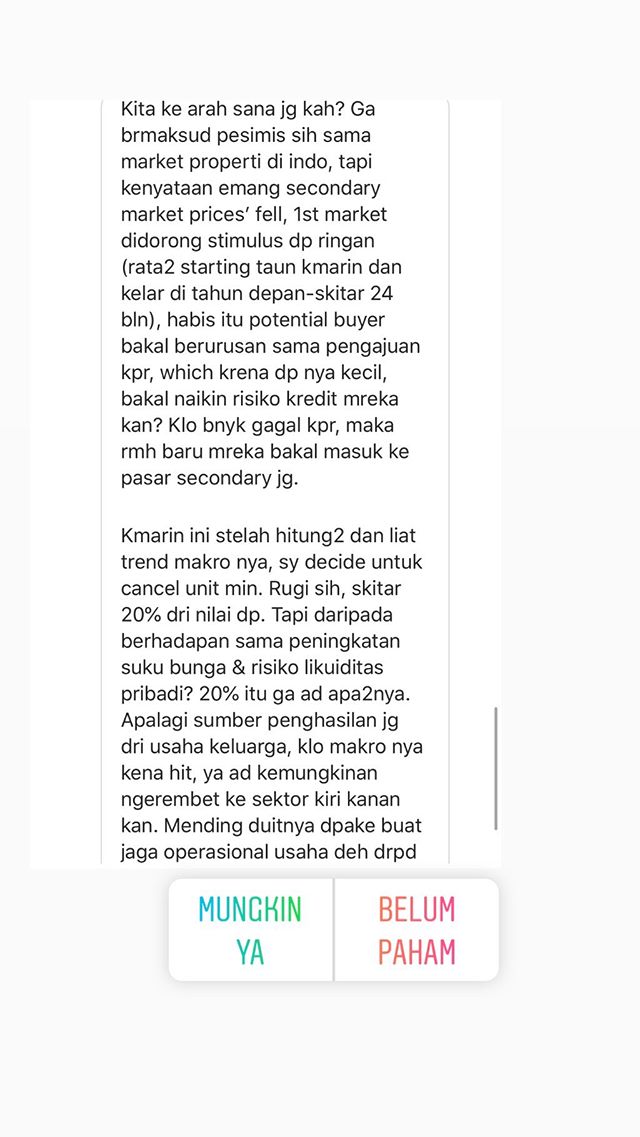 Kita ke arah sana jg kah? Ga
brmaksud pesimis sih sama
market properti di indo, tapi
kenyataan emang secondary
market prices’ fell, 1st market
didorong stimulus dp ringan
(rata2 starting taun kmarin dan
kelar di tahun depan-skitar 24
bln), habis itu potential buyer
bakal berurusan sama pengajuan
kpr, which krena dp nya kecil,
bakal naikin risiko kredit mreka
kan? Klo bnyk gagal kpr, maka
rmh baru mreka bakal masuk ke
pasar secondary jg.
Kmarin ini stelah hitung2 dan liat
trend makro nya, sy decide untuk
cancel unit min. Rugi sih, skitar
20% dri nilai dp. Tapi daripada
berhadapan sama peningkatan
suku bunga & risiko likuiditas
pribadi? 20% itu ga ad apa2nya.
Apalagi sumber penghasilan jg
dri usaha keluarga, klo makro nya
kena hit, ya ad kemungkinan
ngerembet ke sektor kiri kanan
kan. Mending duitnya dpake buat
jaga operasional usaha deh drpd
MUNGKIN
YA
BELUM
PAHAM